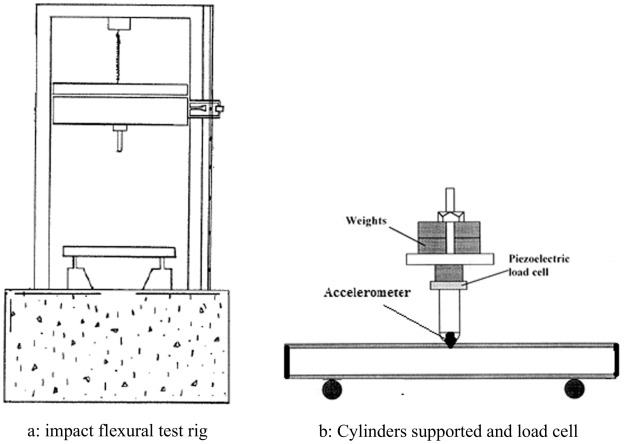 Weights
Piezoelectric
load cell
Accelerometer
a: impact flexural test rig
b: Cylinders supported and load cell